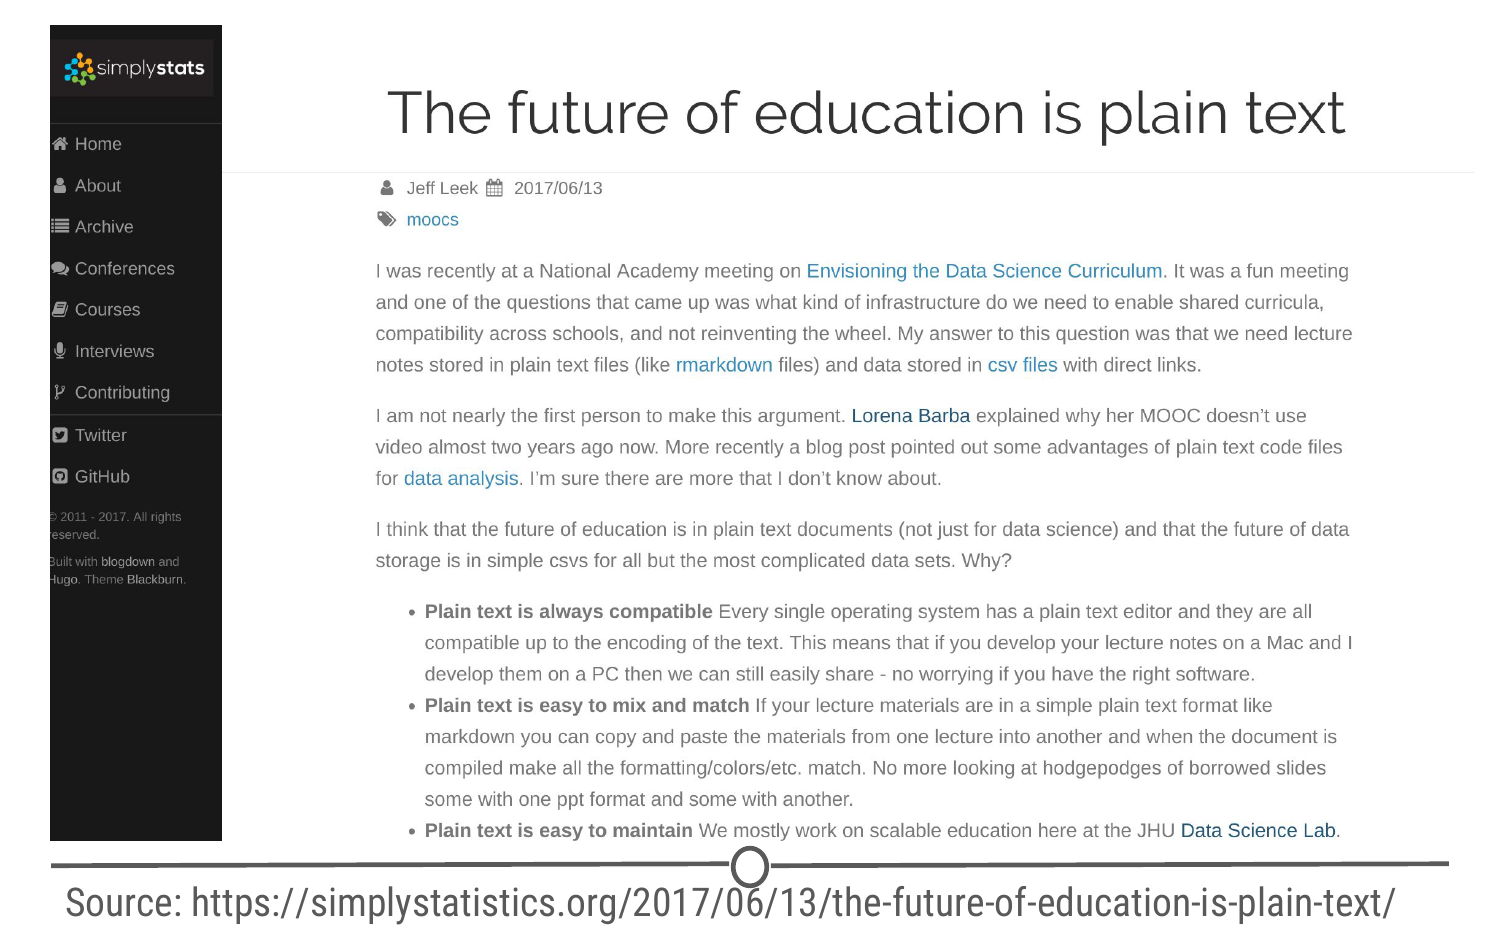 simplystats
Home
About
Archive
Conferences
Courses
Interviews
Contributing
Twitter
GitHub
© 2011 - 2017. All rights
reserved.
Built with blogdown and
Hugo. Theme Blackburn.
The future of education is plain text
Jeff Leek 2017/06/13
moocs
I was recently at a National Academy meeting on Envisioning the Data Science Curriculum. It was a fun meeting
and one of the questions that came up was what kind of infrastructure do we need to enable shared curricula,
compatibility across schools, and not reinventing the wheel. My answer to this question was that we need lecture
notes stored in plain text files (like rmarkdown files) and data stored in csv files with direct links.
I am not nearly the first person to make this argument. Lorena Barba explained why her MOOC doesn’t use
video almost two years ago now. More recently a blog post pointed out some advantages of plain text code files
for data analysis. I’m sure there are more that I don’t know about.
I think that the future of education is in plain text documents (not just for data science) and that the future of data
storage is in simple csvs for all but the most complicated data sets. Why?
• Plain text is always compatible Every single operating system has a plain text editor and they are all
compatible up to the encoding of the text. This means that if you develop your lecture notes on a Mac and I
develop them on a PC then we can still easily share - no worrying if you have the right software.
• Plain text is easy to mix and match If your lecture materials are in a simple plain text format like
markdown you can copy and paste the materials from one lecture into another and when the document is
compiled make all the formatting/colors/etc. match. No more looking at hodgepodges of borrowed slides
some with one ppt format and some with another.
• Plain text is easy to maintain We mostly work on scalable education here at the JHU Data Science Lab.
Source: https://simplystatistics.org/2017/06/13/the-future-of-education-is-plain-text/